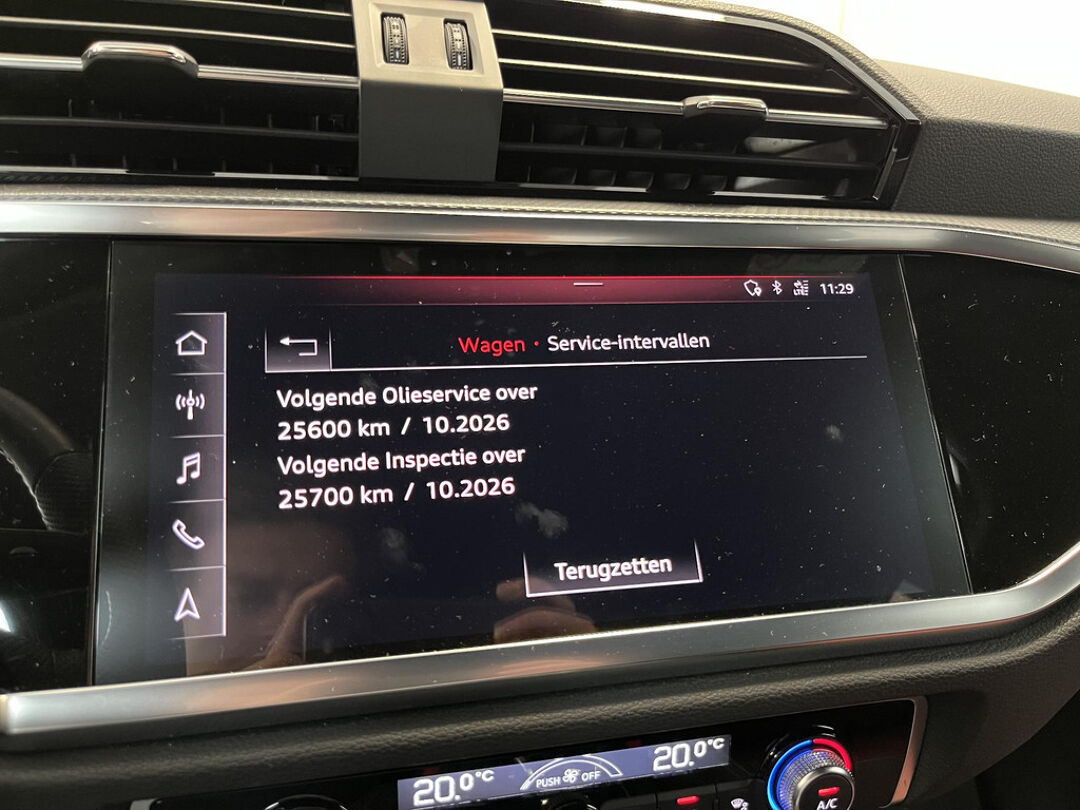 11:29
Wagen · Service-intervallen
Volgende Olieservice over
25600 km / 10.2026
Volgende Inspectie over
25700 km / 10.2026
Terugzetten
20.0°C
PUSH OFF
20.0°C
A/C